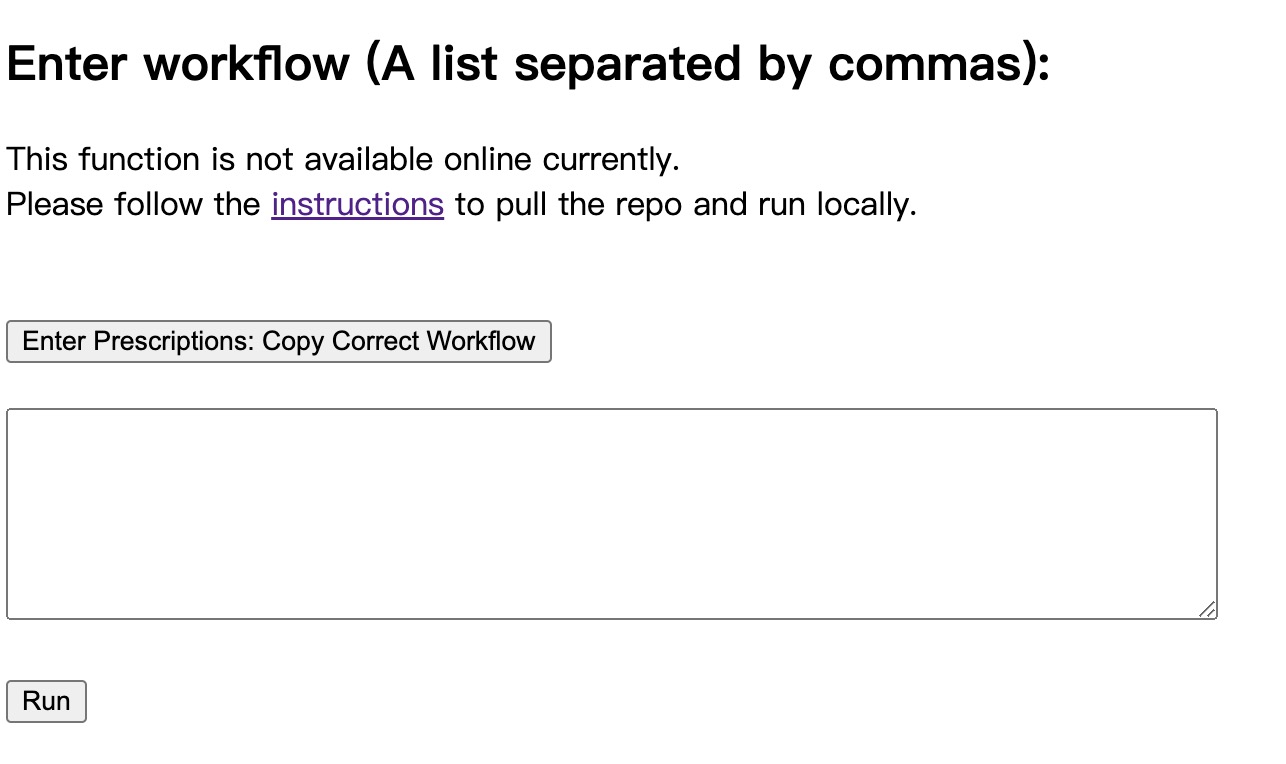 Enter workflow (A list separated by commas):
This function is not available online currently.
Please follow the instructions to pull the repo and run locally.
Enter Prescriptions: Copy Correct Workflow
Run